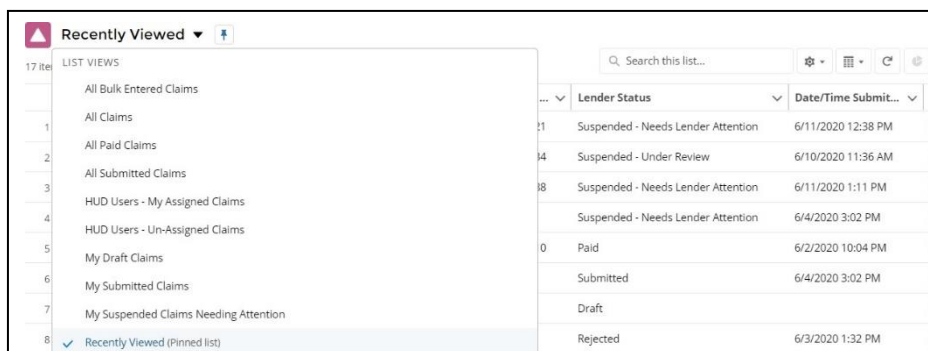 Recently Viewed
17 ite
LIST VIEWS
Search this list...
All Bulk Entered Claims
All Claims
All Paid Claims
All Submitted Claims
HUD Users - My Assigned Claims
HUD Users - Un-Assigned Claims
My Draft Claims
My Submitted Claims
My Suspended Claims Needing Attention
Recently Viewed (Pinned list)
... Lender Status Date/Time Submit...
1 21 Suspended - Needs Lender Attention 6/11/2020 12:38 PM
2 34 Suspended - Under Review 6/10/2020 11:36 AM
3 38 Suspended - Needs Lender Attention 6/11/2020 1:11 PM
4 Suspended - Needs Lender Attention 6/4/2020 3:02 PM
5 0 Paid 6/2/2020 10:04 PM
6 Submitted 6/4/2020 3:02 PM
7 Draft
8 Rejected 6/3/2020 1:32 PM